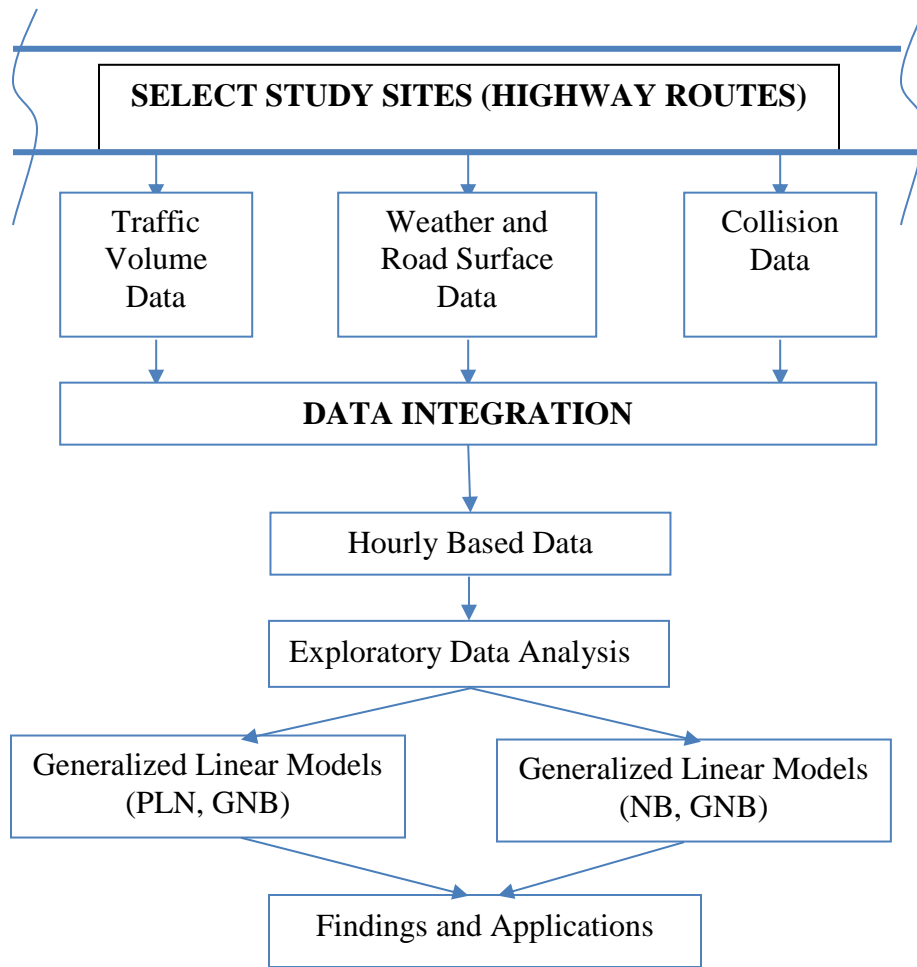 SELECT STUDY SITES (HIGHWAY ROUTES)
Traffic
Volume
Data
Weather and
Road Surface
Data
Collision
Data
DATA INTEGRATION
Hourly Based Data
Exploratory Data Analysis
Generalized Linear Models
(PLN, GNB)
Generalized Linear Models
(NB, GNB)
Findings and Applications